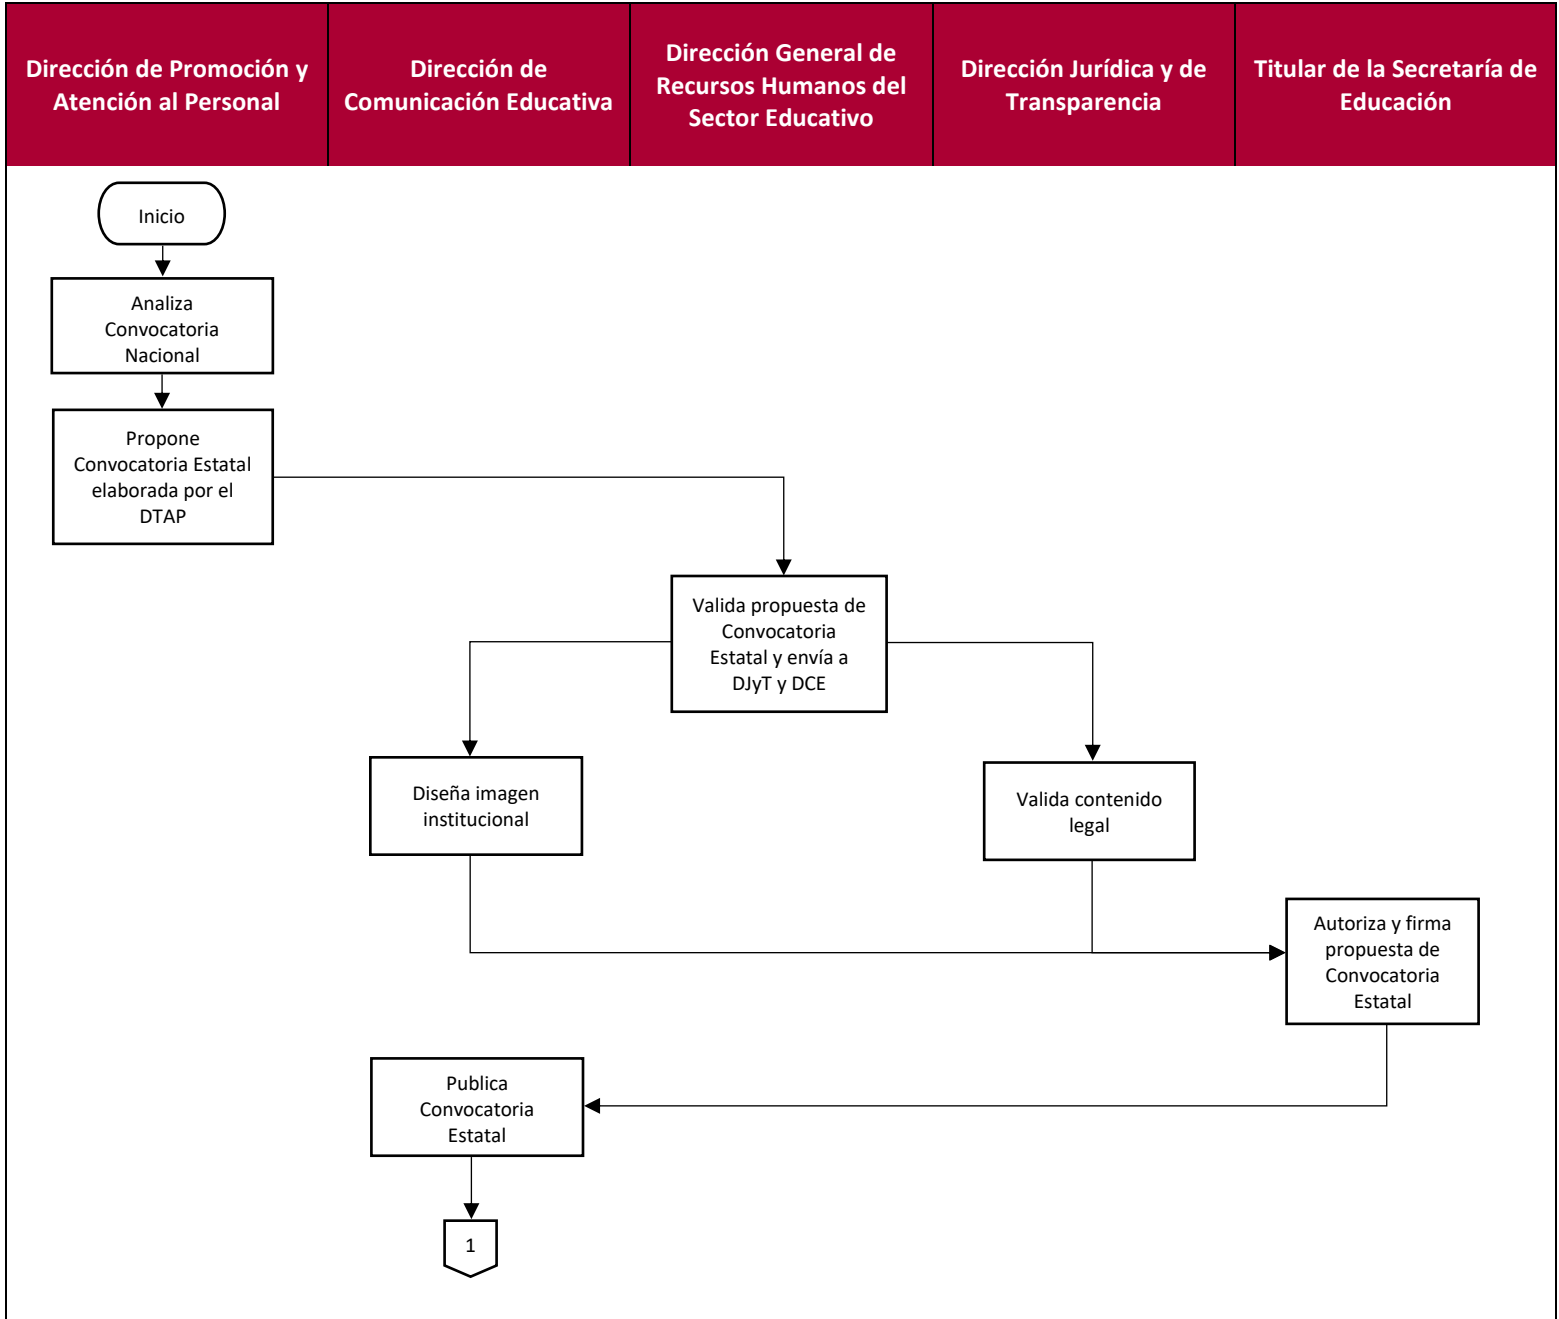 Dirección de Promoción y
Atención al Personal
Dirección de
Comunicación Educativa
Dirección General de
Recursos Humanos del
Sector Educativo
Dirección Jurídica y de
Transparencia
Titular de la Secretaría de
Educación
Inicio
Analiza
Convocatoria
Nacional
Propone
Convocatoria Estatal
elaborada por el
DTAP
Valida propuesta de
Convocatoria
Estatal y envía a
DJyT y DCE
Diseña imagen
institucional
Valida contenido
legal
Autoriza y firma
propuesta de
Convocatoria
Estatal
Publica
Convocatoria
Estatal
1